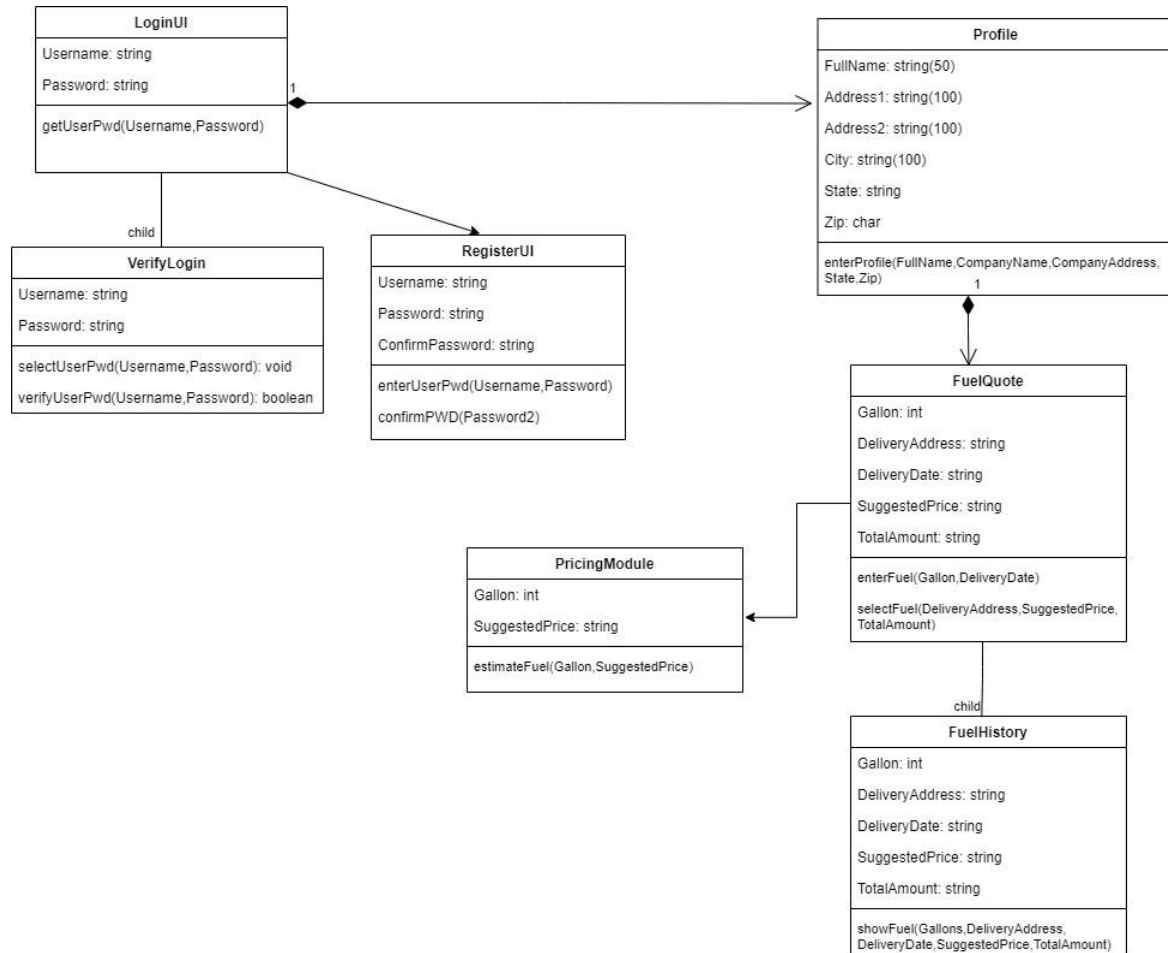 LoginUI
Username: string
Password: string
getUserPwd(Username,Password)
1
Profile
FullName: string(50)
Address1: string(100)
Address2: string(100)
City: string(100)
State: string
Zip: char
enterProfile(FullName,CompanyName,CompanyAddress,
State,Zip)
1
child
VerifyLogin
Username: string
Password: string
selectUserPwd(Username,Password): void
verifyUserPwd(Username,Password): boolean
RegisterUI
Username: string
Password: string
ConfirmPassword: string
enterUserPwd(Username,Password)
confirmPWD(Password2)
FuelQuote
Gallon: int
DeliveryAddress: string
DeliveryDate: string
SuggestedPrice: string
TotalAmount: string
enterFuel(Gallon,DeliveryDate)
selectFuel(DeliveryAddress,SuggestedPrice,
TotalAmount)
PricingModule
Gallon: int
SuggestedPrice: string
estimateFuel(Gallon,SuggestedPrice)
child
FuelHistory
Gallon: int
DeliveryAddress: string
DeliveryDate: string
SuggestedPrice: string
TotalAmount: string
showFuel(Gallons,DeliveryAddress,
DeliveryDate,SuggestedPrice,TotalAmount)